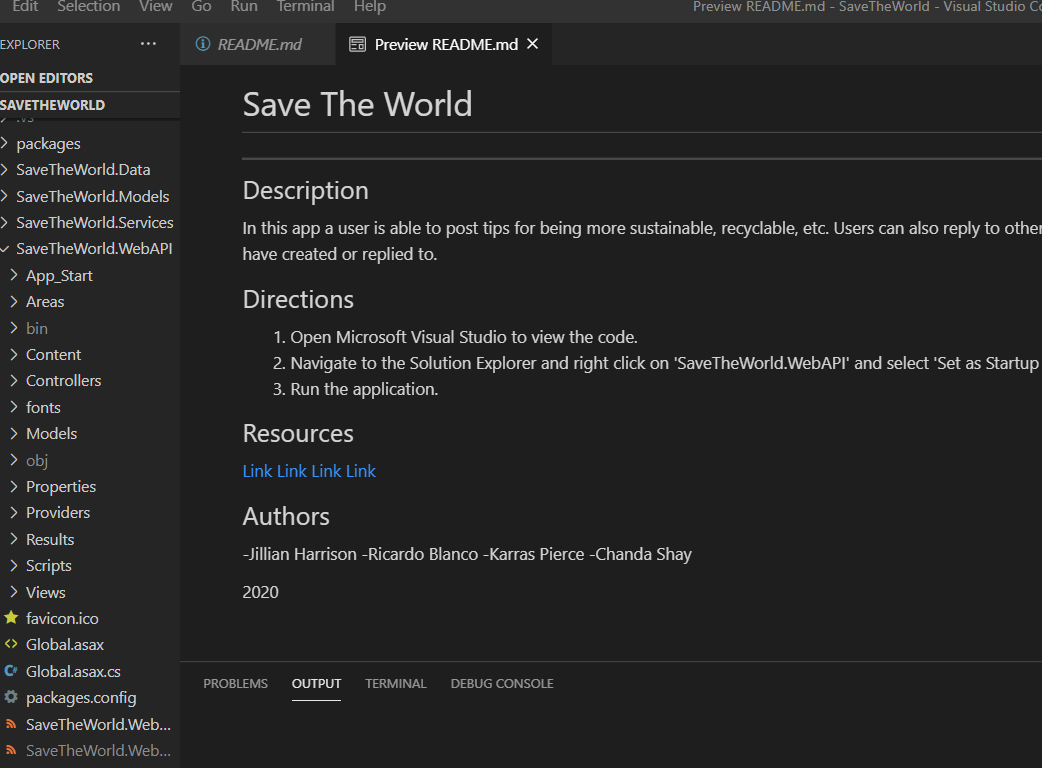 Edit Selection View Go Run Terminal Help Preview README.md - SaveTheWorld - Visual Studio
EXPLORER ...
README.md
Preview README.md
OPEN EDITORS
SAVETHEWORLD
.vs
packages
SaveTheWorld.Data
SaveTheWorld.Models
SaveTheWorld.Services
SaveTheWorld.WebAPI
App_Start
Areas
bin
Content
Controllers
fonts
Models
obj
Properties
Providers
Results
Scripts
Views
favicon.ico
Global.asax
Global.asax.cs
packages.config
SaveTheWorld.Web...
SaveTheWorld.Web...
Save The World
Description
In this app a user is able to post tips for being more sustainable, recyclable, etc. Users can also reply to other
have created or replied to.
Directions
1. Open Microsoft Visual Studio to view the code.
2. Navigate to the Solution Explorer and right click on 'SaveTheWorld.WebAPI' and select 'Set as Startup
3. Run the application.
Resources
Link Link Link Link
Authors
-Jillian Harrison -Ricardo Blanco -Karras Pierce -Chanda Shay
2020
PROBLEMS OUTPUT TERMINAL DEBUG CONSOLE